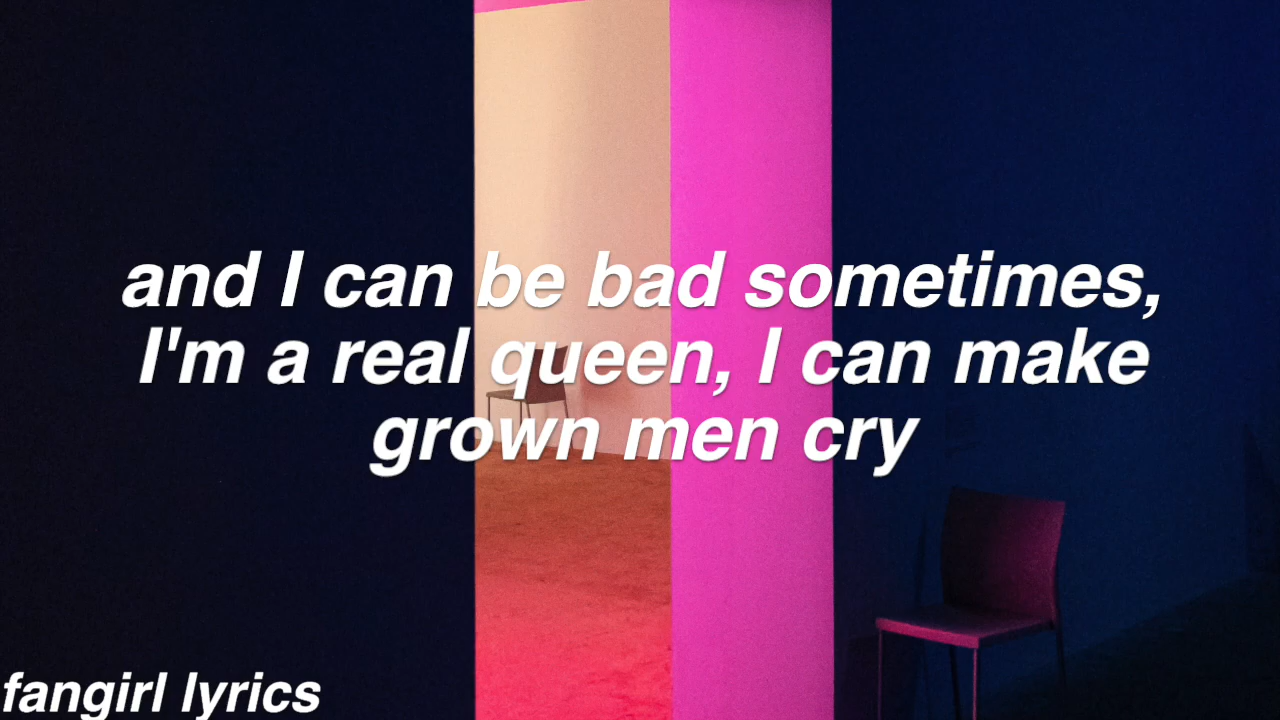 and I can be bad sometimes,
I'm a real queen, I can make
grown men cry
fangirl lyrics